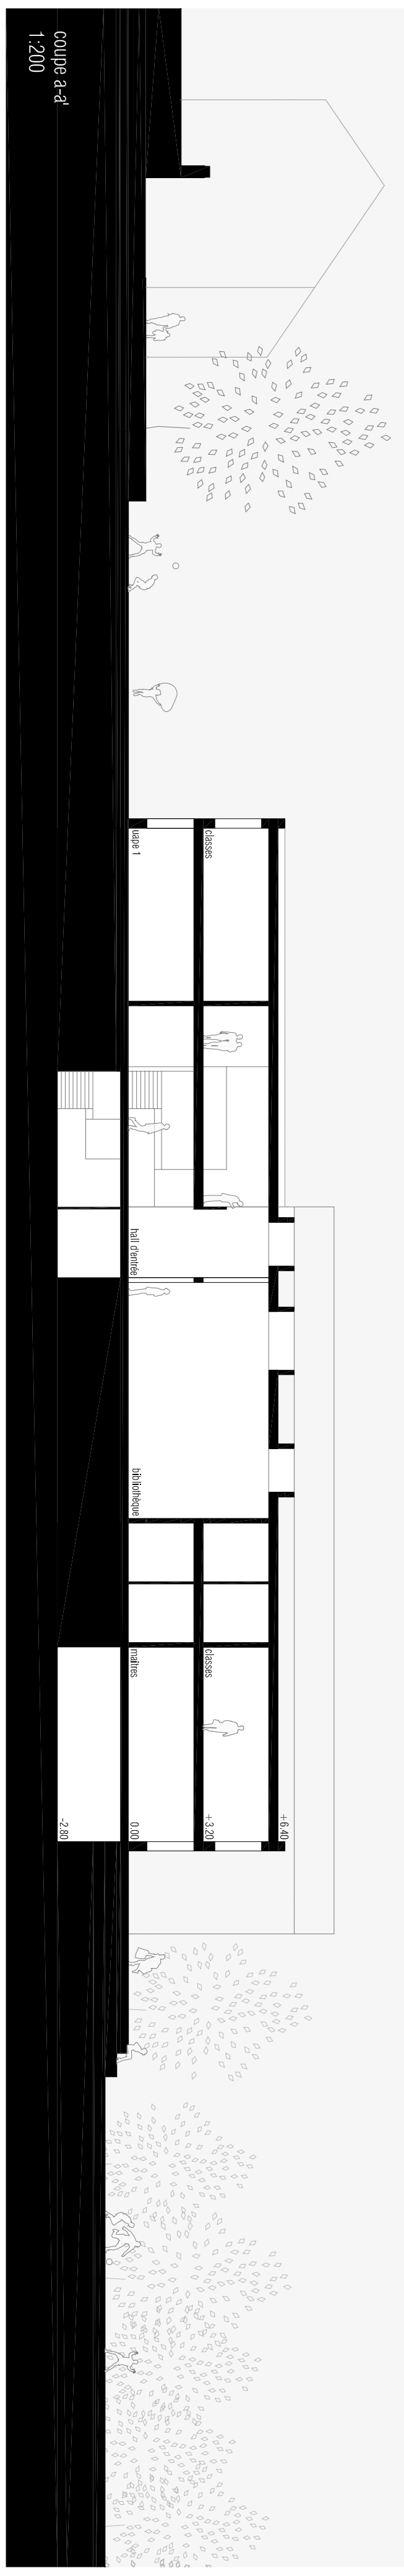 coupe a-a'
1:200
classes
uape 1
hall d'entrée
bibliothèque
classes
maîtres
+ 6.40
+ 3.20
0.00
-2.80